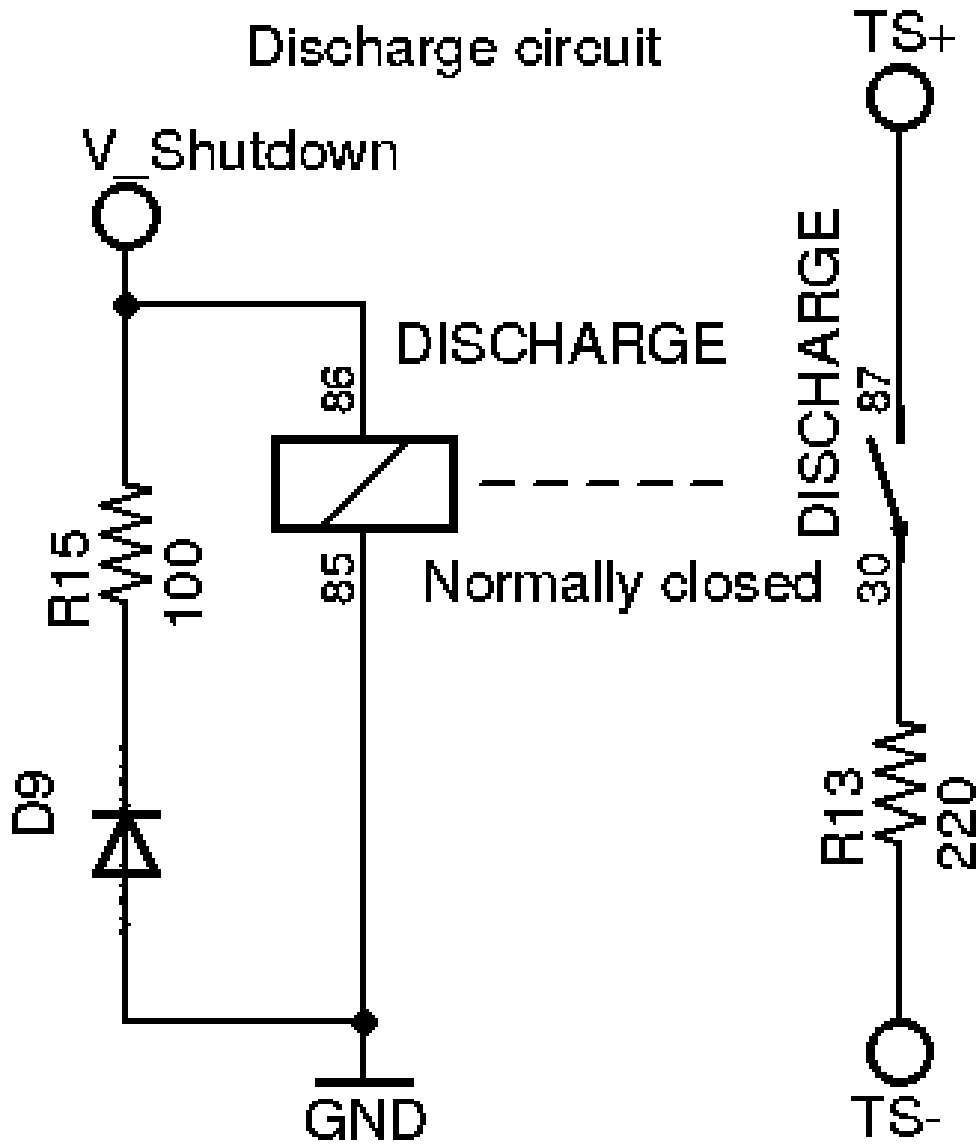 Discharge circuit
TS+
V_Shutdown
DISCHARGE
86
85
Normally closed
DISCHARGE
87
30
R15
100
D9
R13
220
GND
TS-